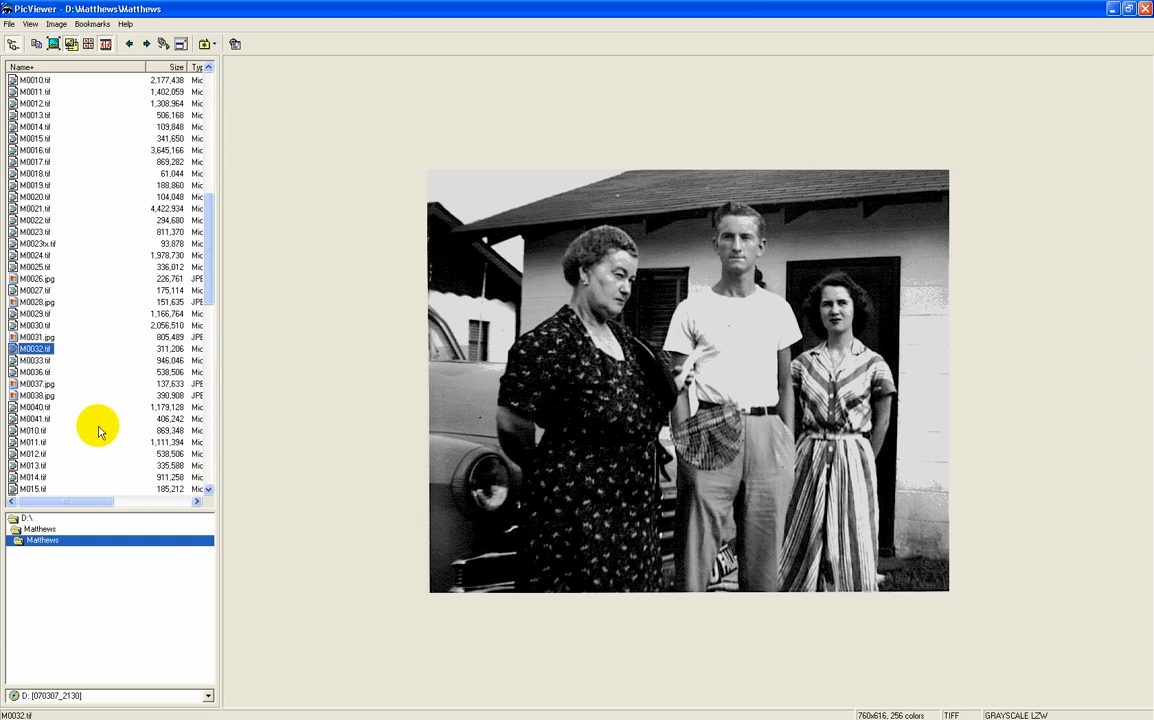 PicViewer - D:\Matthews\Matthews
File View Image Bookmarks Help
Name+ Size Typ
M0010.tif 2,177,438 Mic
M0011.tif 1,402,059 Mic
M0012.tif 1,308,964 Mic
M0013.tif 506,168 Mic
M0014.tif 109,848 Mic
M0015.tif 341,650 Mic
M0016.tif 3,645,166 Mic
M0017.tif 869,282 Mic
M0018.tif 61,044 Mic
M0019.tif 188,860 Mic
M0020.tif 104,048 Mic
M0021.tif 4,422,934 Mic
M0022.tif 294,680 Mic
M0023.tif 811,370 Mic
M0023tx.tif 93,878 Mic
M0024.tif 1,978,730 Mic
M0025.tif 336,012 Mic
M0026.jpg 226,761 JPE
M0027.tif 175,114 Mic
M0028.jpg 151,635 JPE
M0029.tif 1,166,764 Mic
M0030.tif 2,056,510 Mic
M0031.jpg 805,489 JPE
M0032.tif 311,206 Mic
M0033.tif 946,046 Mic
M0036.tif 538,506 Mic
M0037.jpg 137,633 JPE
M0038.jpg 390,908 JPE
M0040.tif 1,179,128 Mic
M0041.tif 406,242 Mic
M010.tif 869,348 Mic
M011.tif 1,111,394 Mic
M012.tif 538,506 Mic
M013.tif 335,588 Mic
M014.tif 911,258 Mic
M015.tif 185,212 Mic
D:\
Matthews
Matthews
D: [070307_2130]
M0032.tif 760x616, 256 colors TIFF GRAYSCALE LZW